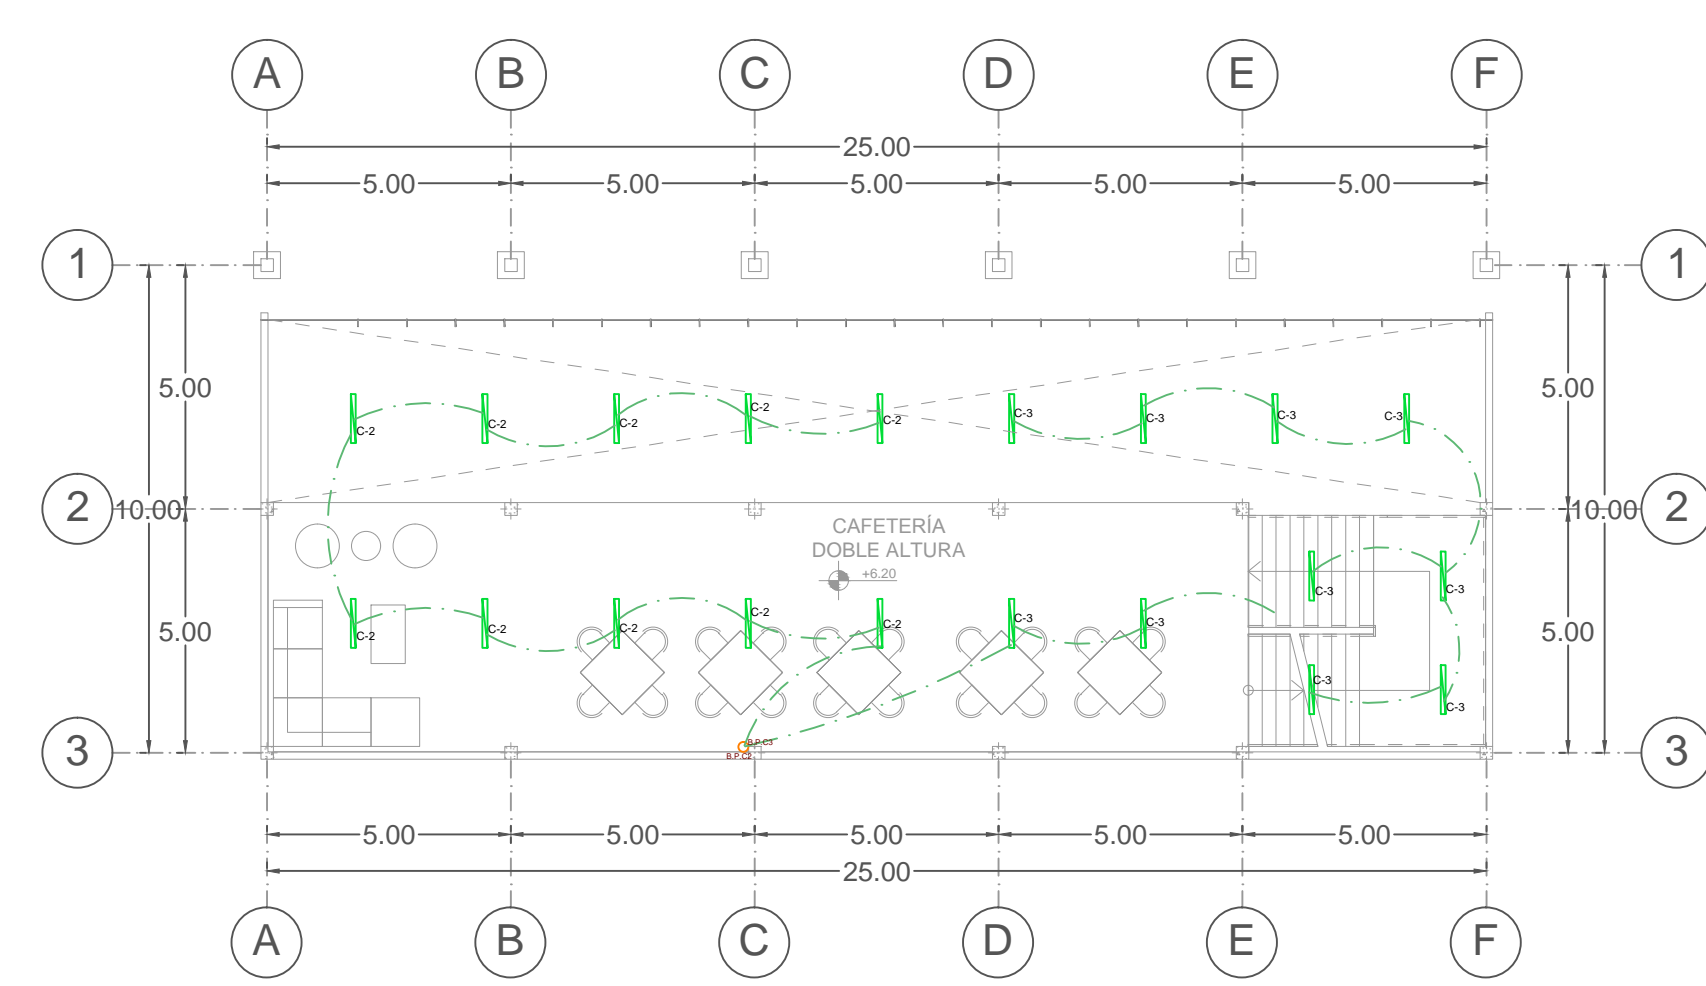 A B C D E F
25.00
5.00 5.00 5.00 5.00 5.00
1 1
5.00 5.00
C-2 C-2 C-2 C-2 C-2 C-3 C-3 C-3 C-3
2 10.00 10.00 2
CAFETERÍA
DOBLE ALTURA
+6.20
C-3 C-3
5.00 5.00
C-2 C-2 C-2 C-2 C-2 C-3 C-3
C-3 C-3
B.P.C3
B.P.C2
3 3
5.00 5.00 5.00 5.00 5.00
25.00
A B C D E F